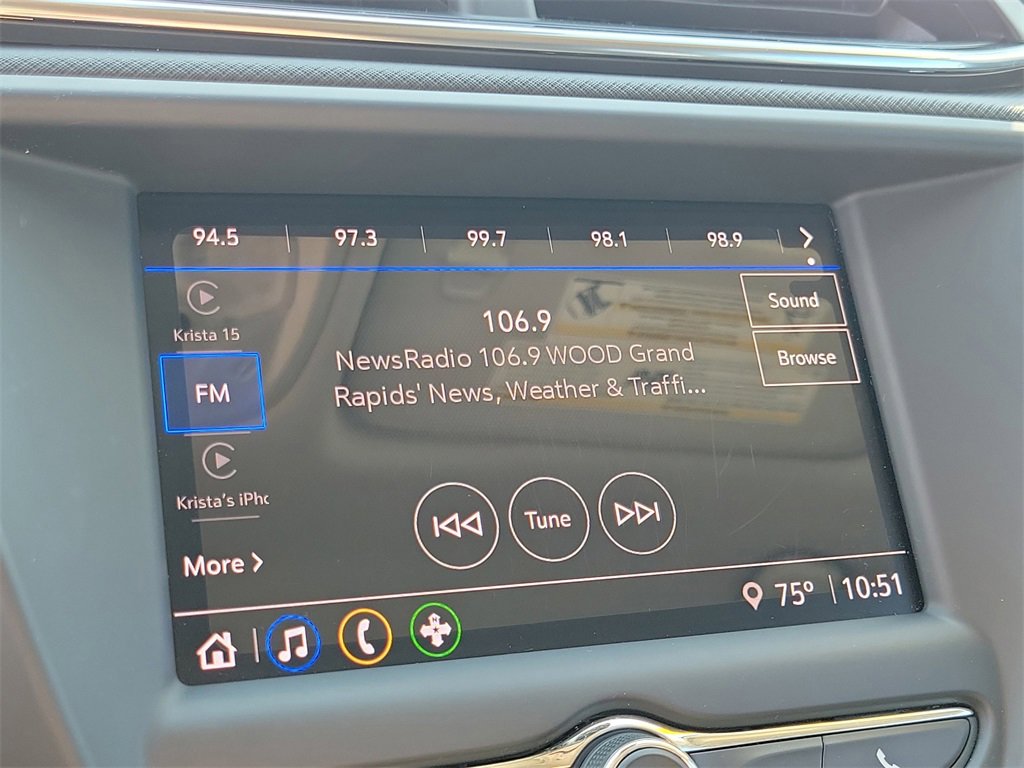 94.5 97.3 99.7 98.1 98.9
Krista 15
FM
Krista's iPho
More
106.9
NewsRadio 106.9 WOOD Grand
Rapids' News, Weather & Traffi...
Sound
Browse
Tune
75° 10:51